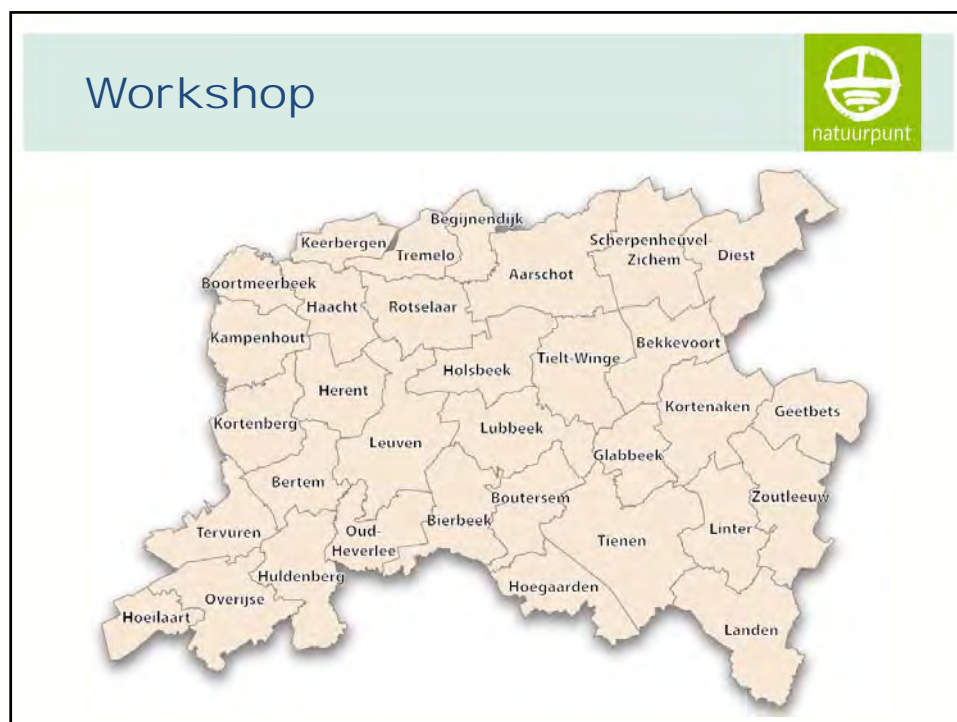 Workshop
natuurpunt
Begijnendijk
Keerbergen
Tremelo
Scherpenheuvel-
Zichem
Diest
Aarschot
Boortmeerbeek
Haacht
Rotselaar
Kampenhout
Bekkevoort
Tielt-Winge
Holsbeek
Herent
Kortenaken
Geetbets
Kortenberg
Lubbeek
Leuven
Glabbeek
Bertem
Boutersem
Zoutleeuw
Bierbeek
Linter
Tervuren
Oud-
Heverlee
Tienen
Huldenberg
Hoegaarden
Overijse
Hoeilaart
Landen